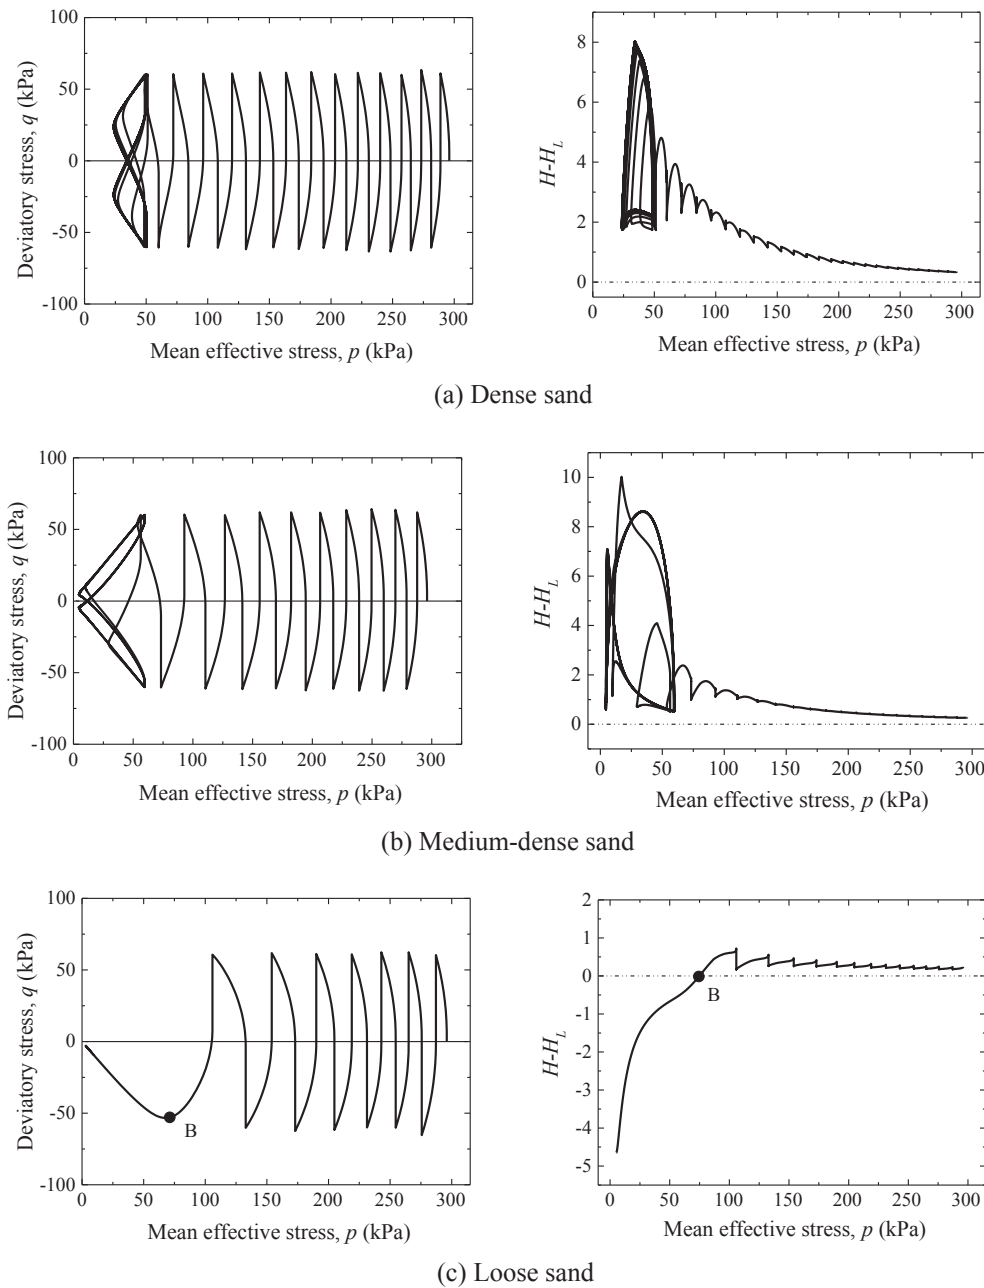 100
50
0
-50
-100
Deviatory stress, q (kPa)
0 50 100 150 200 250 300
Mean effective stress, p (kPa)
8
6
4
2
0
H-H_L
0 50 100 150 200 250 300
Mean effective stress, p (kPa)
(a) Dense sand
100
50
0
-50
-100
Deviatory stress, q (kPa)
0 50 100 150 200 250 300
Mean effective stress, p (kPa)
10
8
6
4
2
0
H-H_L
0 50 100 150 200 250 300
Mean effective stress, p (kPa)
(b) Medium-dense sand
100
50
0
-50
-100
Deviatory stress, q (kPa)
B
0 50 100 150 200 250 300
Mean effective stress, p (kPa)
2
1
0
-1
-2
-3
-4
-5
H-H_L
B
0 50 100 150 200 250 300
Mean effective stress, p (kPa)
(c) Loose sand